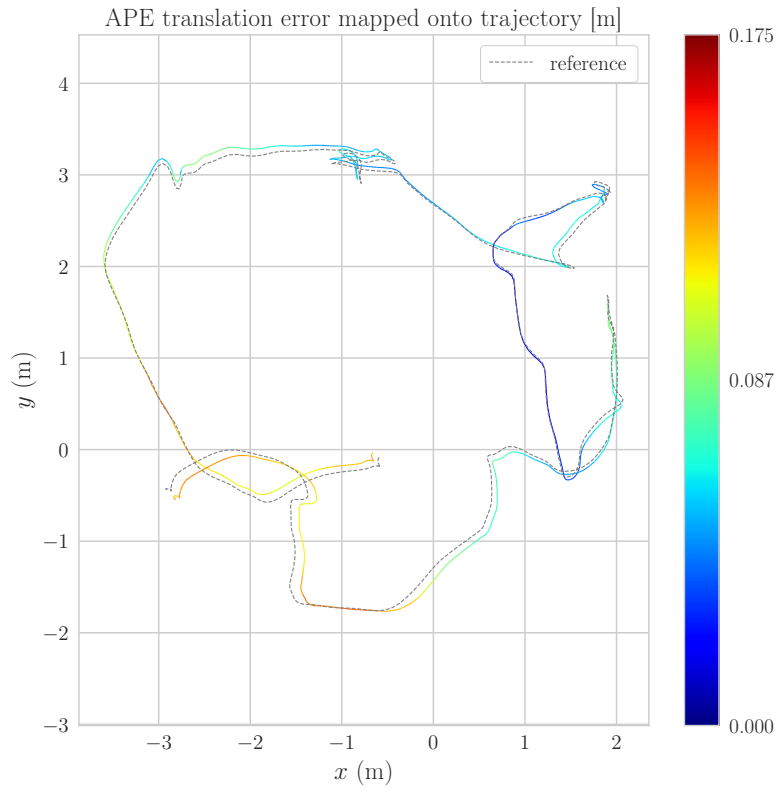 APE translation error mapped onto trajectory [m]
reference
0.175
0.087
0.000
4
3
2
1
0
−1
−2
−3
y (m)
−3 −2 −1 0 1 2
x (m)